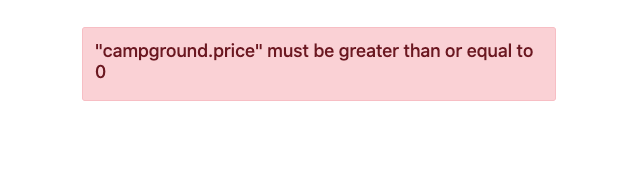 "campground.price" must be greater than or equal to
0